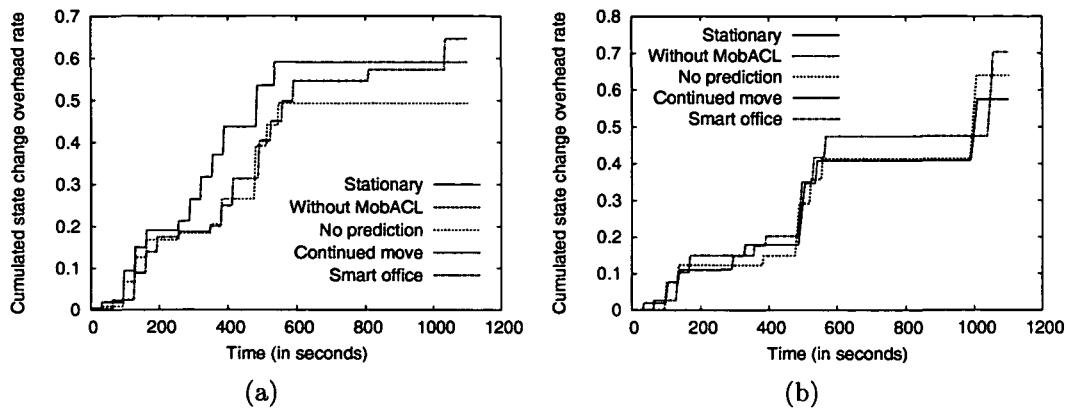 Cumulated state change overhead rate
0.7
0.6
0.5
0.4
0.3
0.2
0.1
0
Stationary
Without MobACL
No prediction
Continued move
Smart office
0 200 400 600 800 1000 1200
Time (in seconds)
(a)
Cumulated state change overhead rate
0.8
0.7
0.6
0.5
0.4
0.3
0.2
0.1
0
Stationary
Without MobACL
No prediction
Continued move
Smart office
0 200 400 600 800 1000 1200
Time (in seconds)
(b)